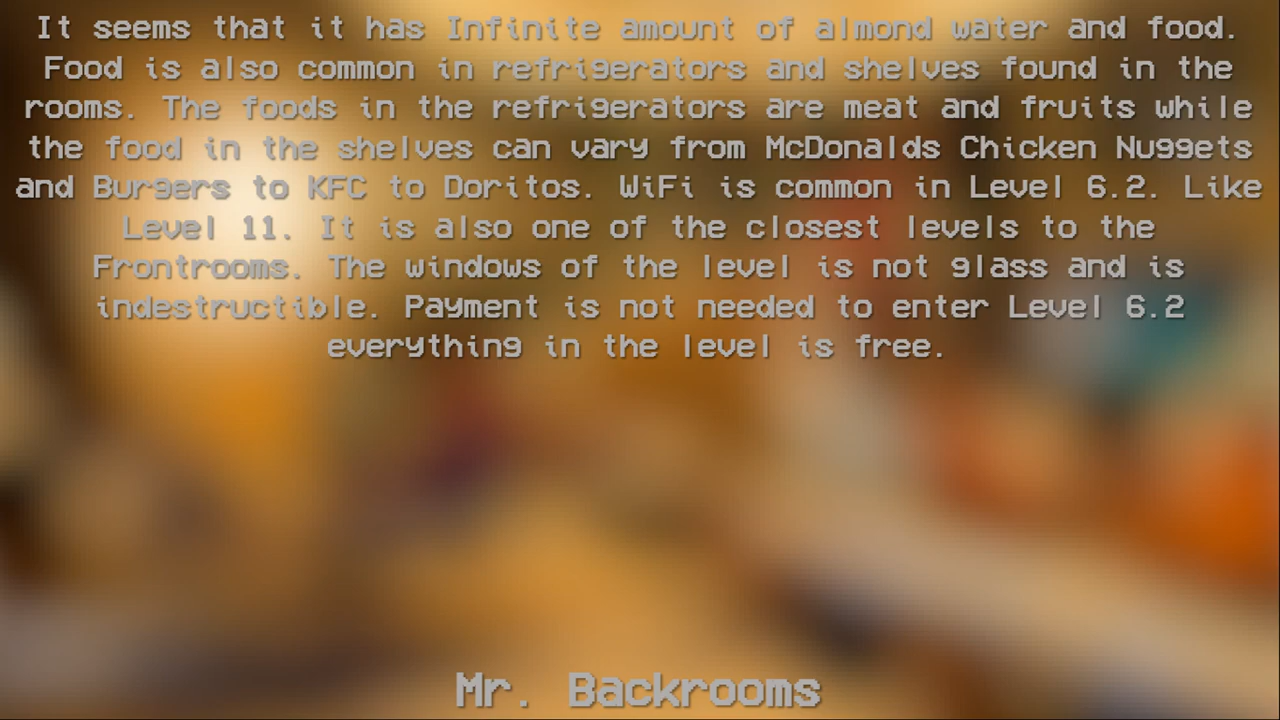 It seems that it has Infinite amount of almond water and food.
Food is also common in refrigerators and shelves found in the
rooms. The foods in the refrigerators are meat and fruits while
the food in the shelves can vary from McDonalds Chicken Nuggets
and Burgers to KFC to Doritos. WiFi is common in Level 6.2. Like
Level 11. It is also one of the closest levels to the
Frontrooms. The windows of the level is not glass and is
indestructible. Payment is not needed to enter Level 6.2
everything in the level is free.
Mr. Backrooms